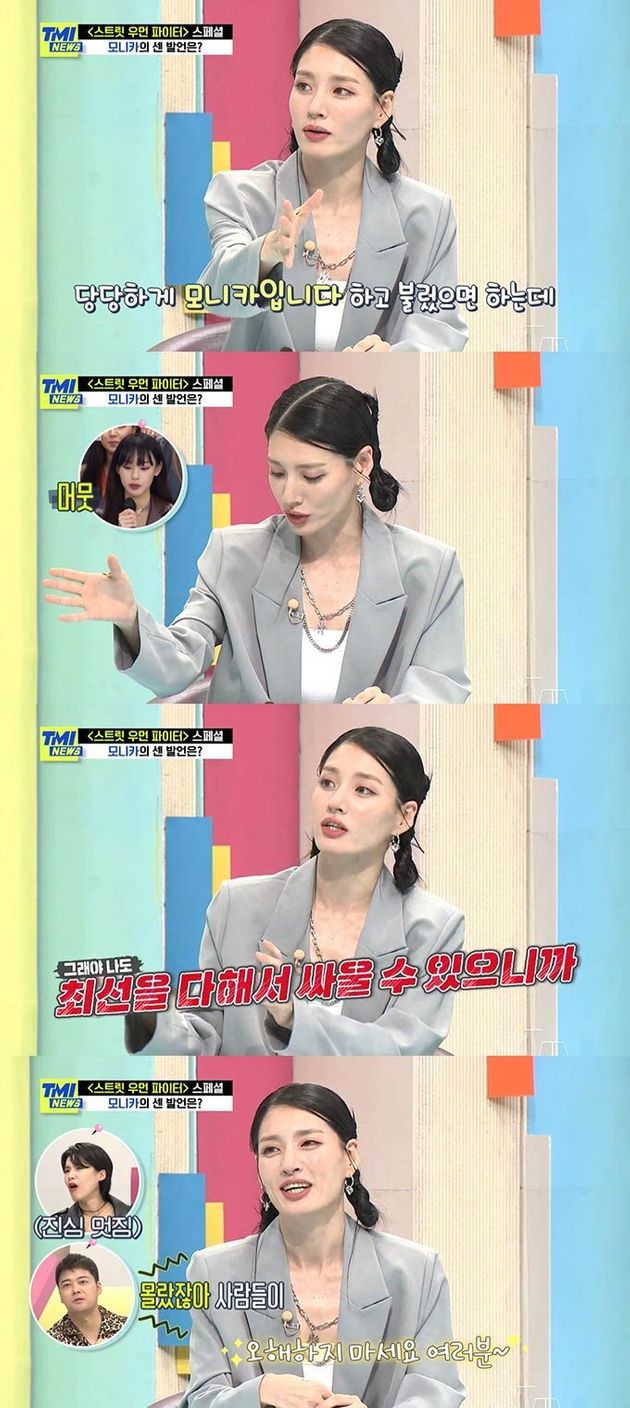 TMI NEWS
<스트릿 우먼 파이터> 스페셜
모니카의 센 발언은?
당당하게 모니카입니다 하고 불렀으면 하는데
TMI NEWS
<스트릿 우먼 파이터> 스페셜
모니카의 센 발언은?
머뭇
TMI NEWS
<스트릿 우먼 파이터> 스페셜
모니카의 센 발언은?
그래야 나도
최선을 다해서 싸울 수 있으니까
TMI NEWS
<스트릿 우먼 파이터> 스페셜
모니카의 센 발언은?
(진심 멋짐)
몰랐잖아 사람들이
오해하지 마세요 여러분~